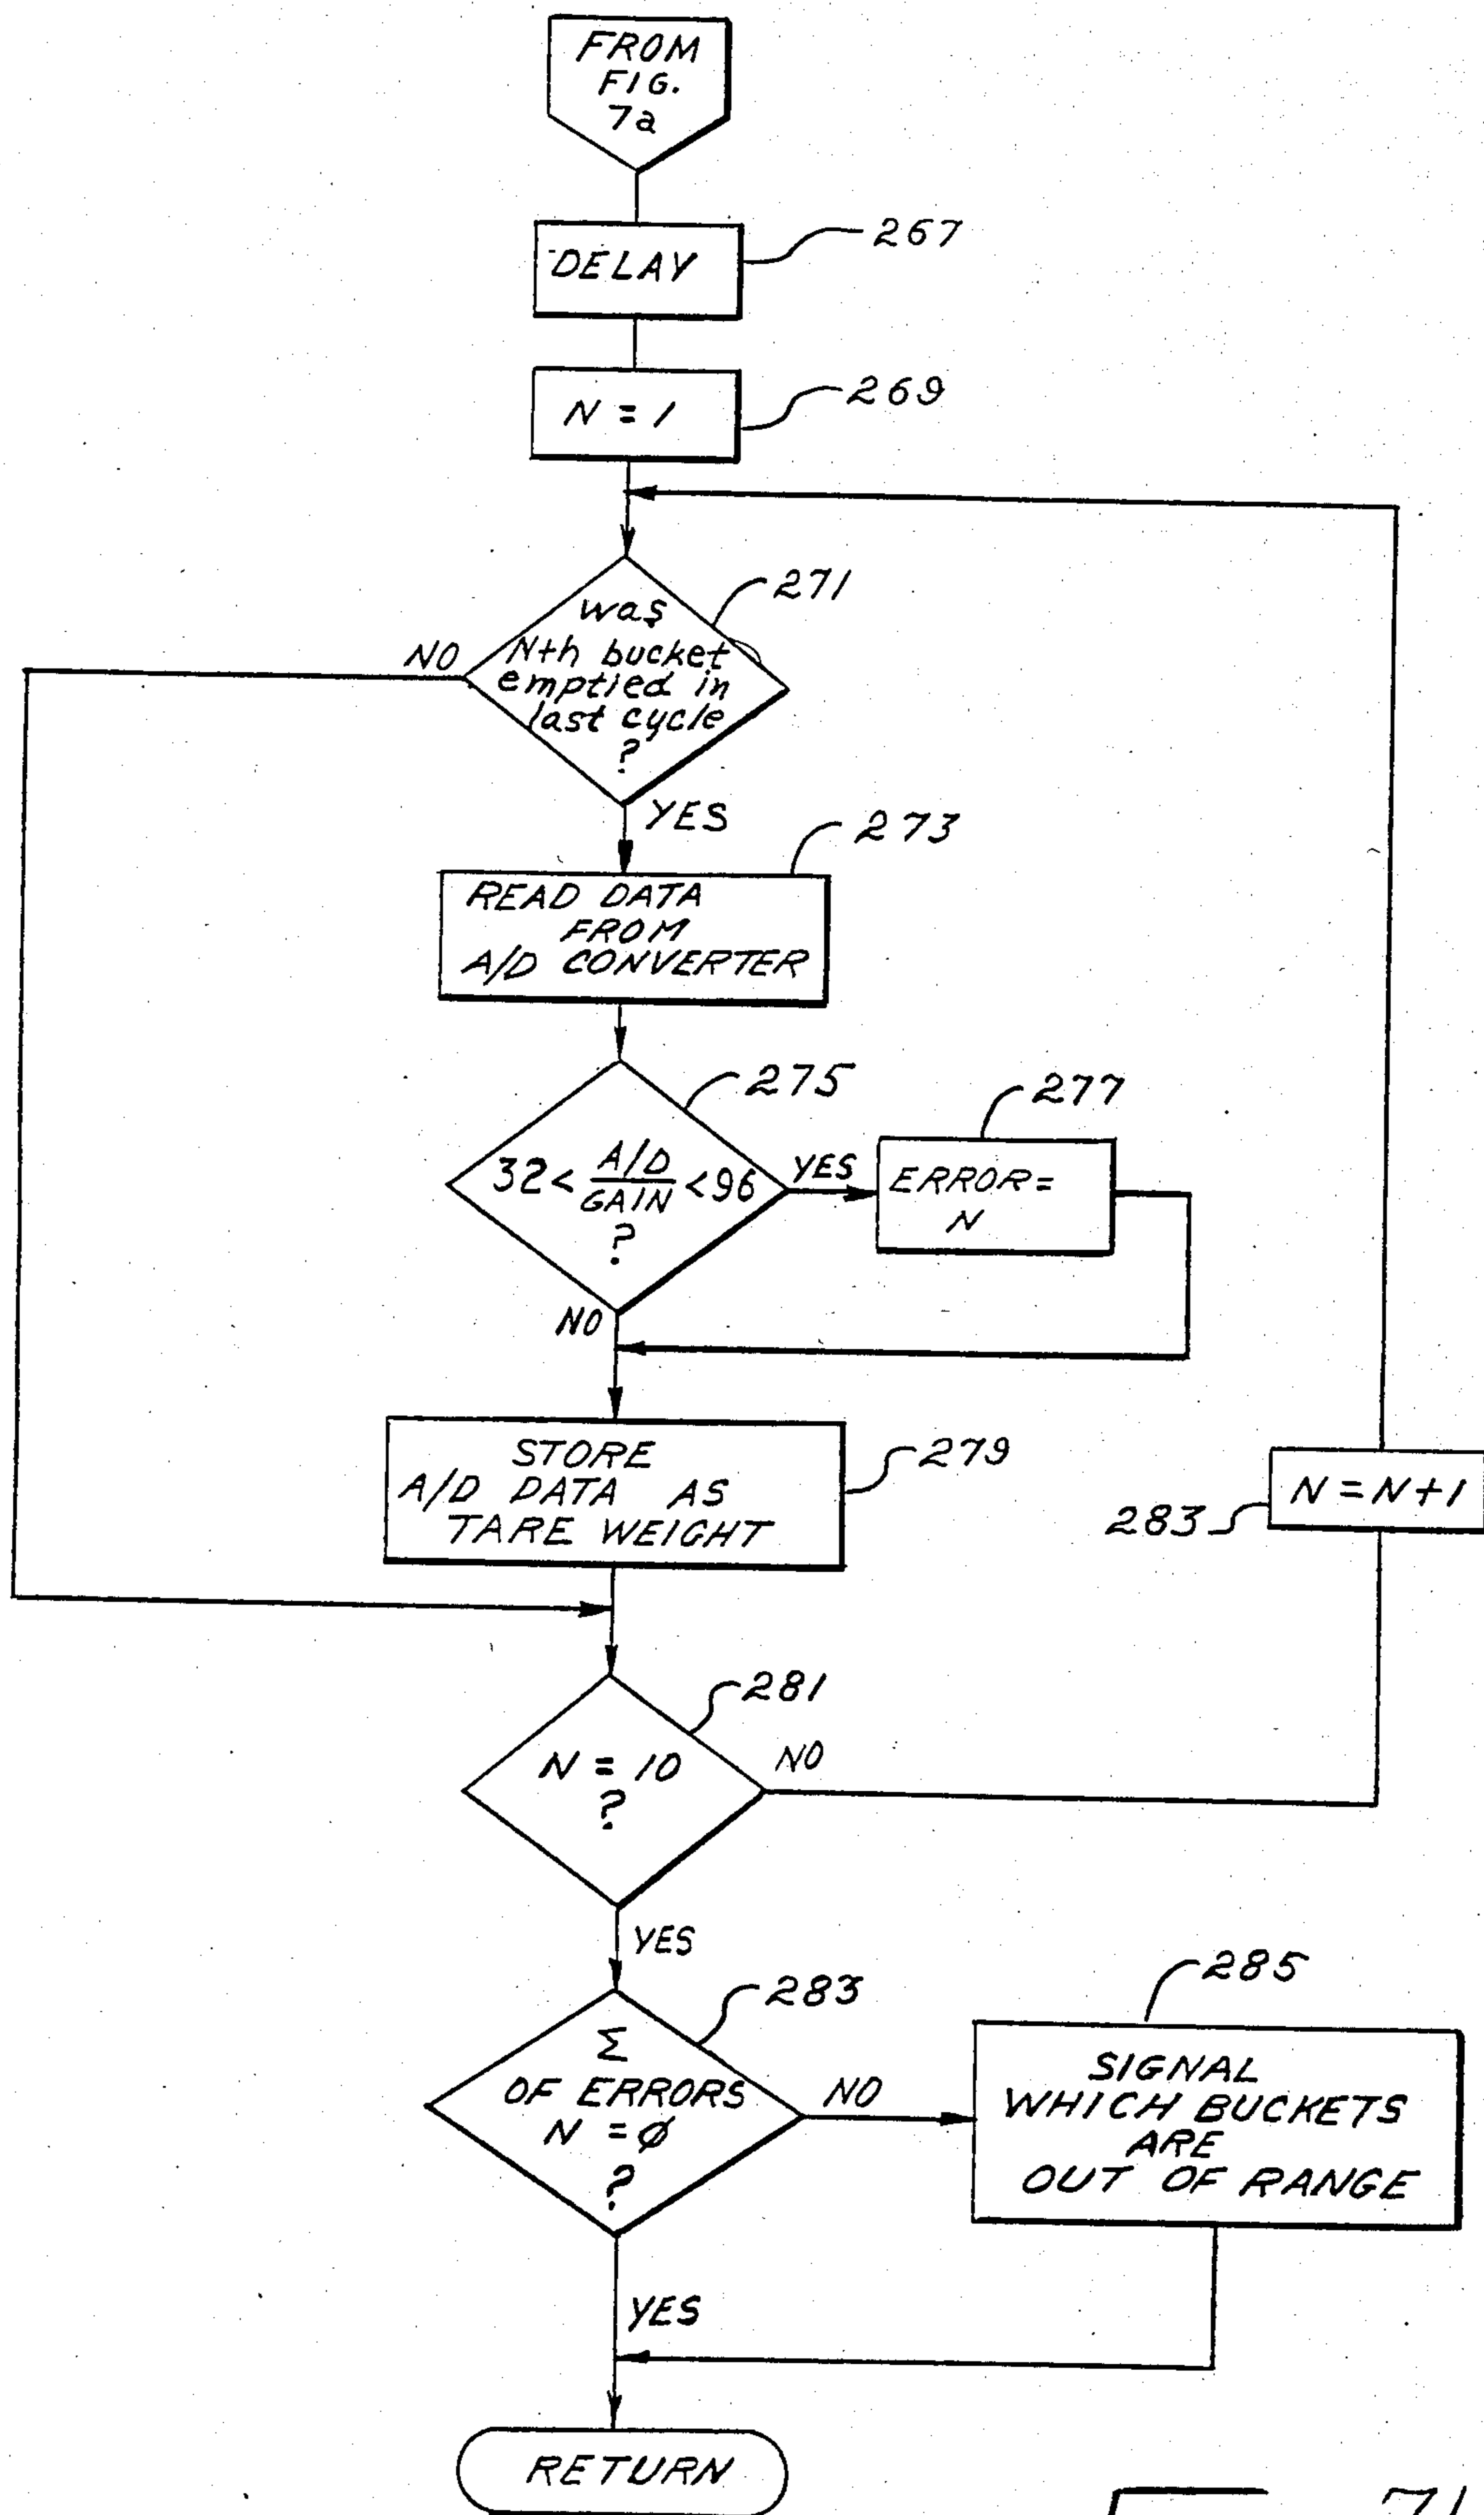 FROM
FIG.
7a
DELAY
267
N = 1
269
was
Nth bucket
emptied in
last cycle
?
271
NO
YES
READ DATA
FROM
A/D CONVERTER
273
32 < A/D / GAIN < 96
?
275
YES
ERROR =
N
277
NO
STORE
A/D DATA AS
TARE WEIGHT
279
N = N + 1
283
N = 10
?
281
NO
YES
Σ
OF ERRORS
N = ø
?
283
NO
SIGNAL
WHICH BUCKETS
ARE
OUT OF RANGE
285
YES
RETURN